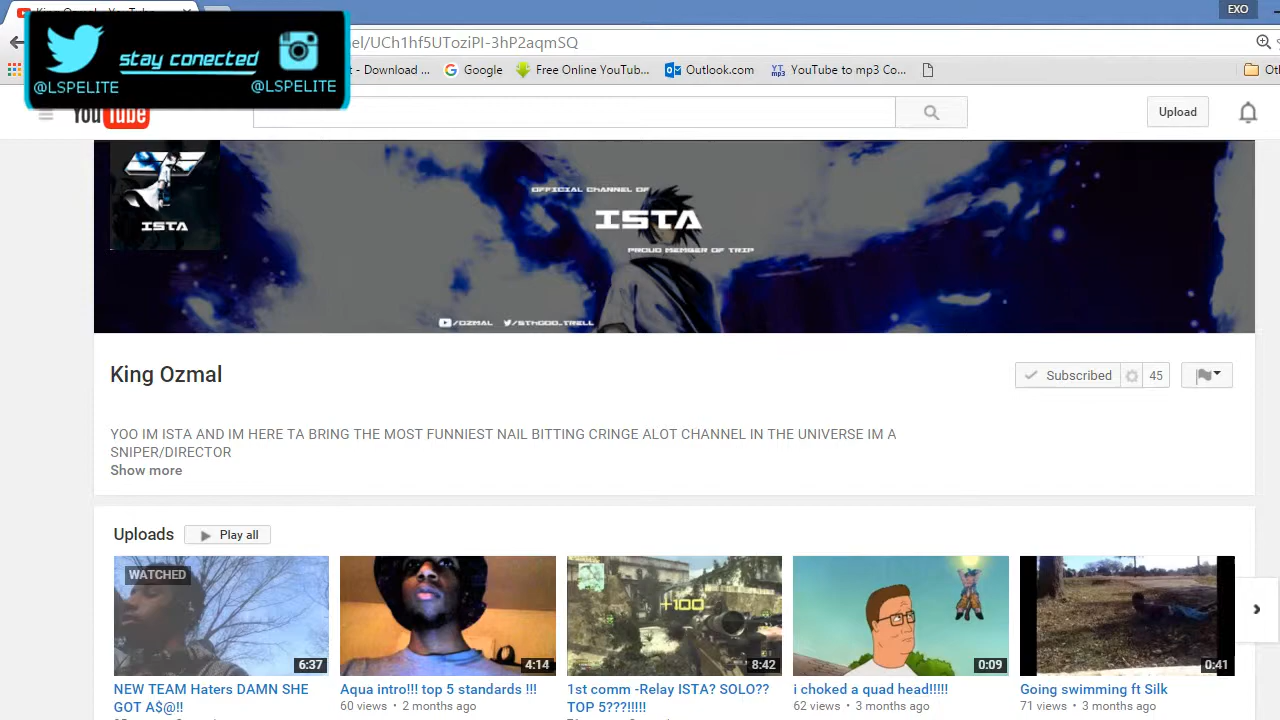 EXO
stay conected
@LSPELITE
@LSPELITE
el/UCh1hf5UToziPI-3hP2aqmSQ
t - Download ...
Google
Free Online YouTub...
Outlook.com
YouTube to mp3 Co...
Oth
YouTube
Upload
OFFICIAL CHANNEL OF
ISTA
PROUD MEMBER OF TRIP
ISTA
/OZMAL
King Ozmal
Subscribed
45
YOO IM ISTA AND IM HERE TA BRING THE MOST FUNNIEST NAIL BITTING CRINGE ALOT CHANNEL IN THE UNIVERSE IM A
SNIPER/DIRECTOR
Show more
Uploads
Play all
WATCHED
6:37
4:14
+100
8:42
0:09
0:41
NEW TEAM Haters DAMN SHE
GOT A$@!!
Aqua intro!!! top 5 standards !!!
60 views • 2 months ago
1st comm -Relay ISTA? SOLO??
TOP 5???!!!!!
i choked a quad head!!!!!
62 views • 3 months ago
Going swimming ft Silk
71 views • 3 months ago